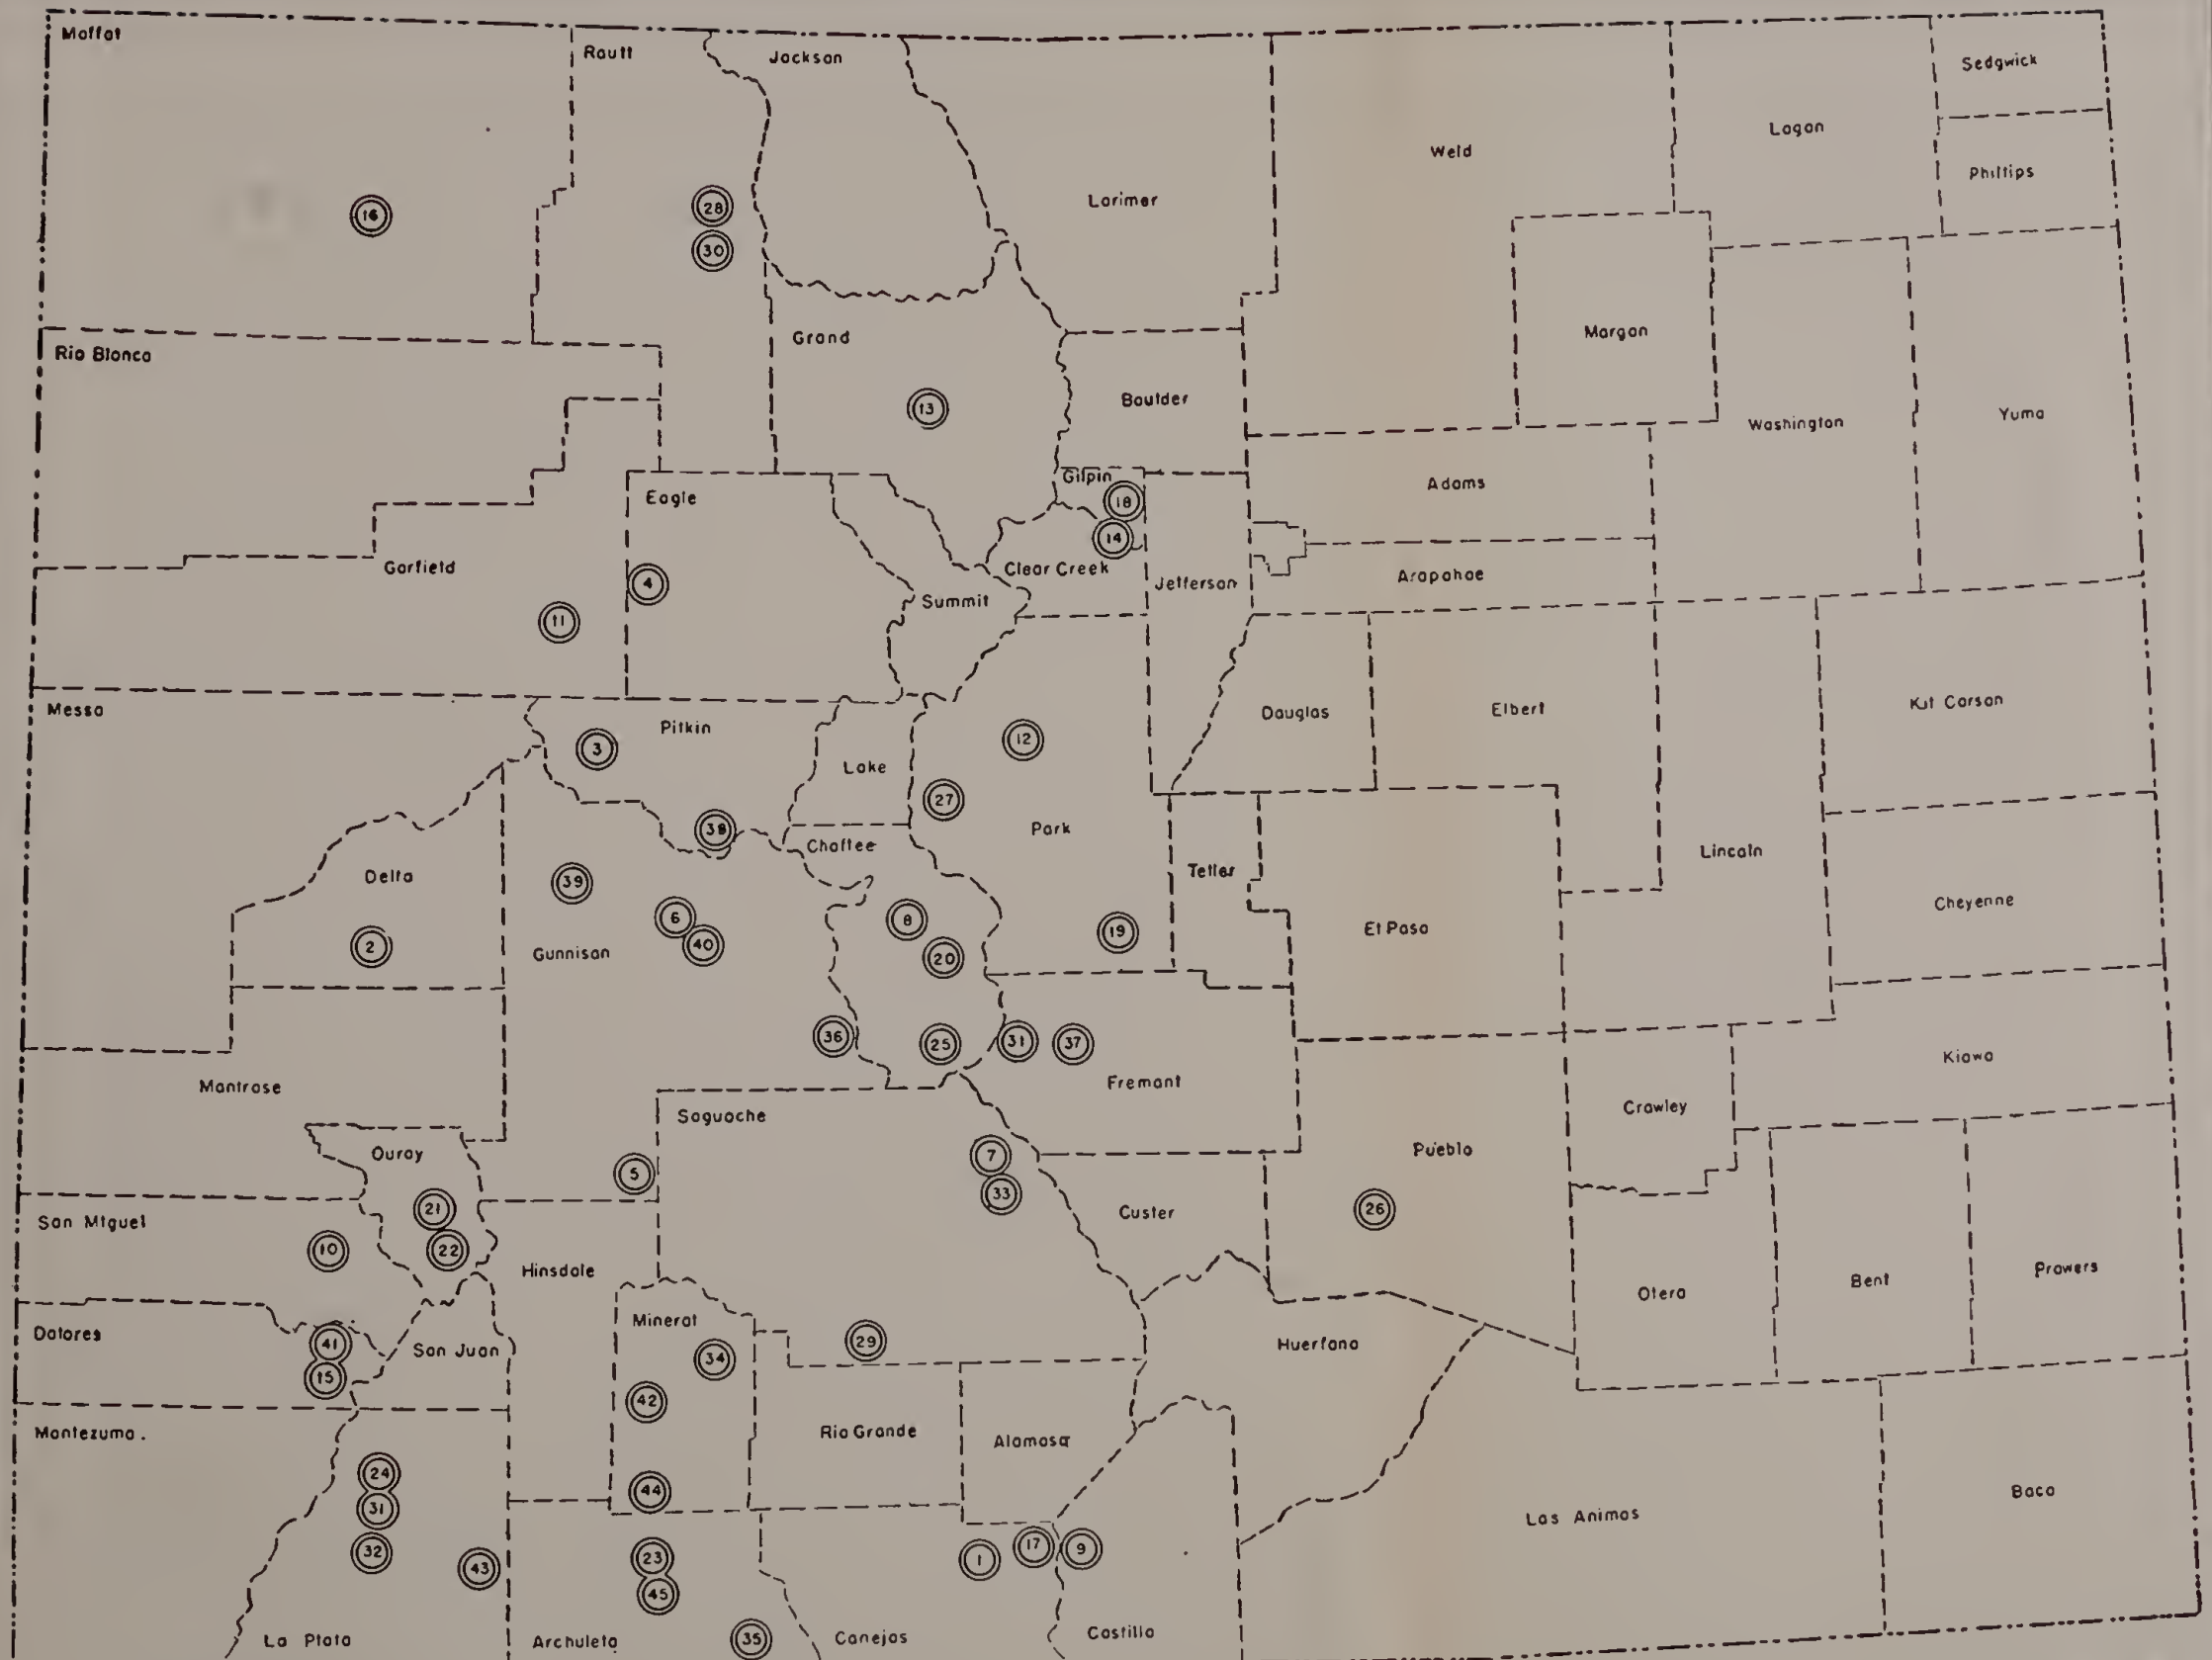 Moffat
Routt
Jackson
Sedgwick
Logan
Weld
Phillips
Larimer
16
28
30
Morgan
Grand
Rio Blanco
Boulder
13
Yuma
Washington
Gilpin
Adams
Eagle
18
14
Garfield
Clear Creek
Arapahoe
4
Jefferson
Summit
11
Messa
Kit Carson
Elbert
Douglas
Pitkin
12
3
Lake
27
Park
38
Chaffee
Lincoln
Teller
Delta
39
Cheyenne
6
8
El Paso
19
40
2
Gunnison
20
36
25
31
37
Kiowa
Montrose
Fremont
Crowley
Saguache
Ouray
Pueblo
7
5
33
21
Custer
26
San Miguel
10
22
Hinsdale
Prowers
Bent
Otero
Mineral
Dolores
41
29
Huerfano
San Juan
34
15
42
Rio Grande
Montezuma.
Alamosa
24
44
Baca
31
Las Animas
32
17
9
23
1
43
45
La Plata
Archuleta
35
Conejos
Costilla